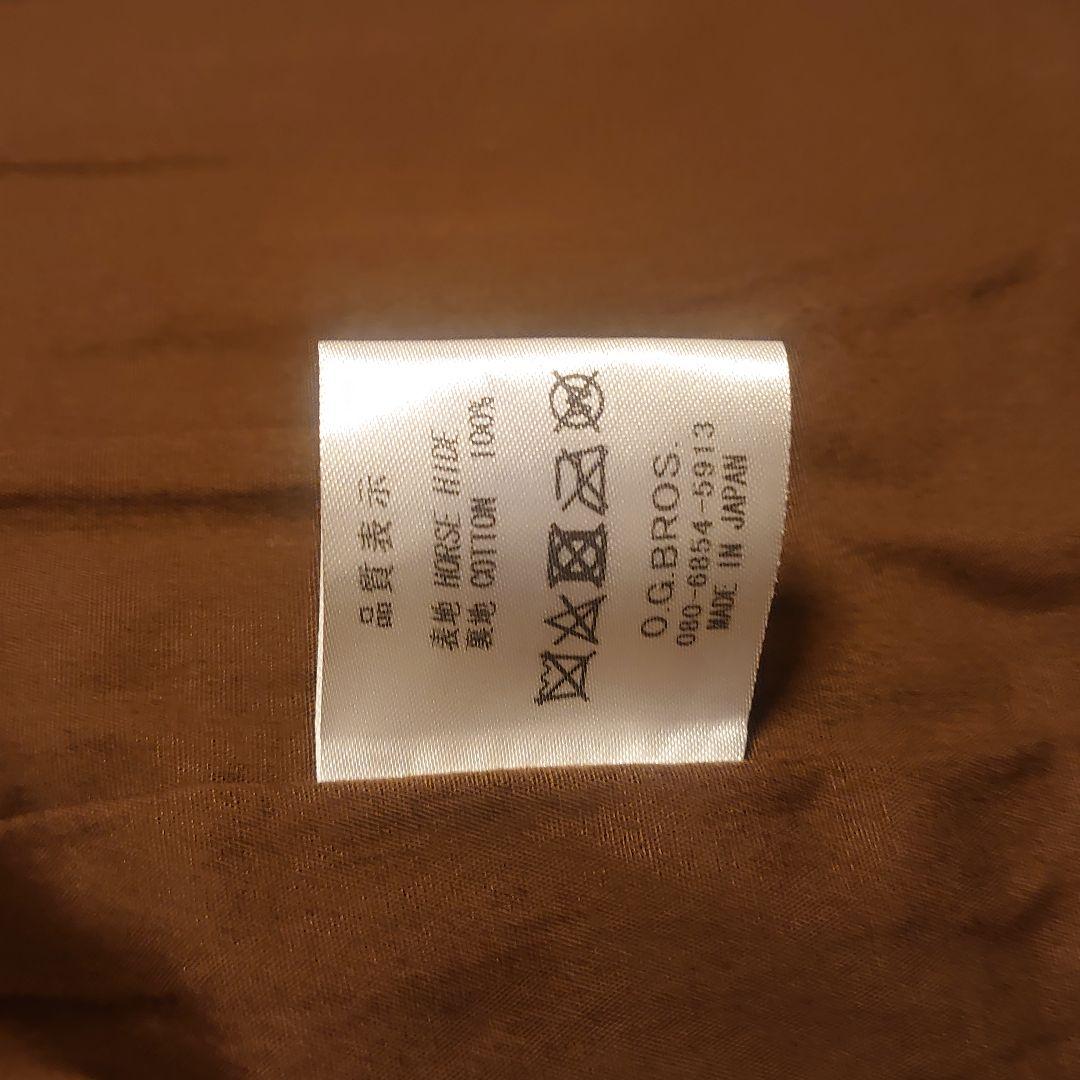 品質表示
表地 HORSE HIDE
裏地 COTTON 100%
O.G.BROS.
080-6854-5913
MADE IN JAPAN